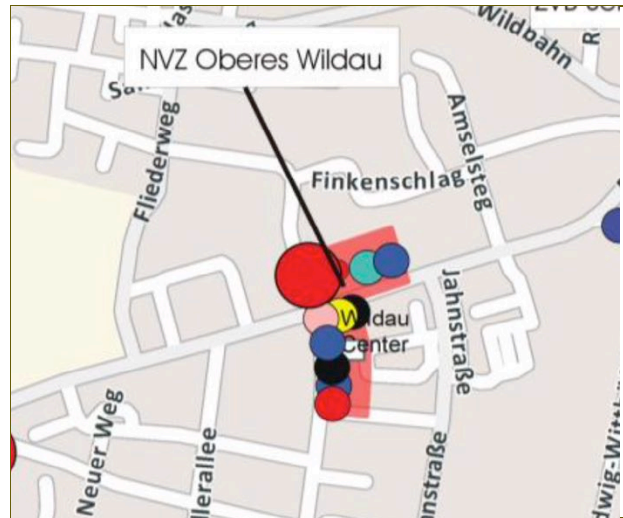 Wildbahn
NVZ Oberes Wildau
Amselsteg
Fliederweg
Finkenschlag
Wildau
Center
Jahnstraße
Neuer Weg